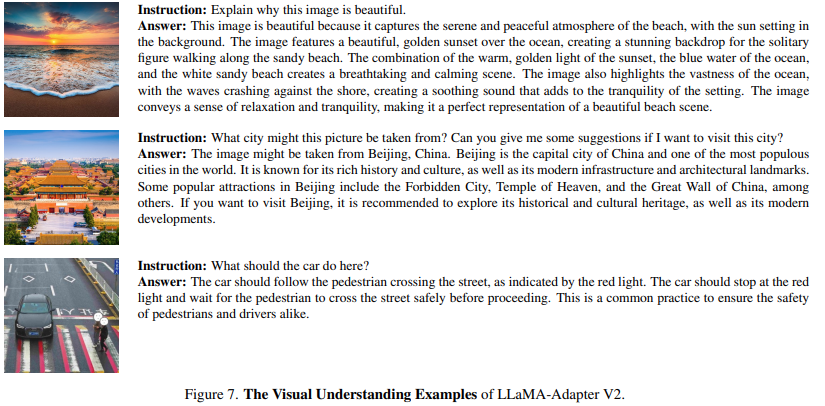 Instruction: Explain why this image is beautiful.
Answer: This image is beautiful because it captures the serene and peaceful atmosphere of the beach, with the sun setting in
the background. The image features a beautiful, golden sunset over the ocean, creating a stunning backdrop for the solitary
figure walking along the sandy beach. The combination of the warm, golden light of the sunset, the blue water of the ocean,
and the white sandy beach creates a breathtaking and calming scene. The image also highlights the vastness of the ocean,
with the waves crashing against the shore, creating a soothing sound that adds to the tranquility of the setting. The image
conveys a sense of relaxation and tranquility, making it a perfect representation of a beautiful beach scene.
Instruction: What city might this picture be taken from? Can you give me some suggestions if I want to visit this city?
Answer: The image might be taken from Beijing, China. Beijing is the capital city of China and one of the most populous
cities in the world. It is known for its rich history and culture, as well as its modern infrastructure and architectural landmarks.
Some popular attractions in Beijing include the Forbidden City, Temple of Heaven, and the Great Wall of China, among
others. If you want to visit Beijing, it is recommended to explore its historical and cultural heritage, as well as its modern
developments.
Instruction: What should the car do here?
Answer: The car should follow the pedestrian crossing the street, as indicated by the red light. The car should stop at the red
light and wait for the pedestrian to cross the street safely before proceeding. This is a common practice to ensure the safety
of pedestrians and drivers alike.
Figure 7. The Visual Understanding Examples of LLaMA-Adapter V2.